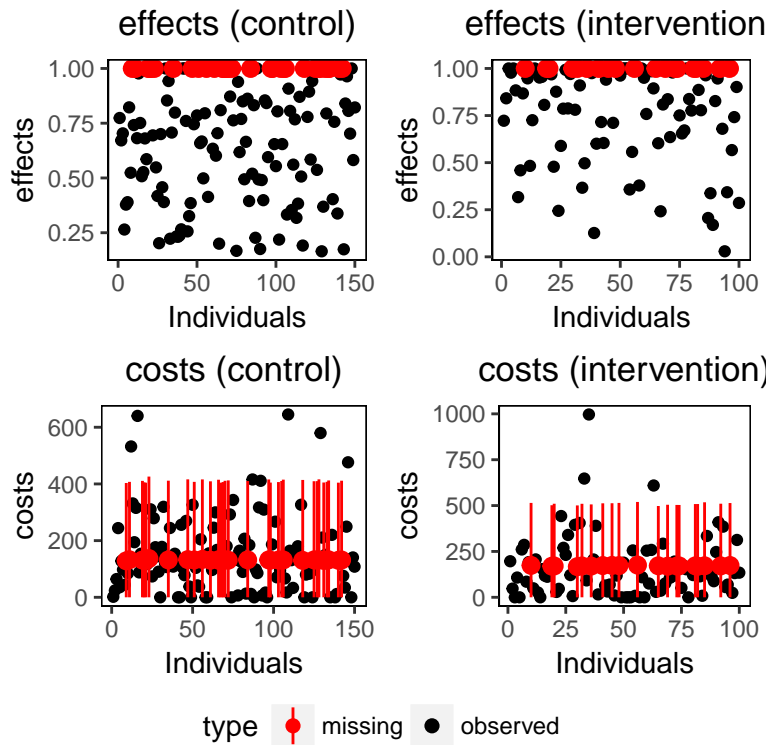 effects (control)
effects (intervention
1.00
0.75
0.50
0.25
effects
0
50
100
150
Individuals
1.00
0.75
0.50
0.25
0.00
effects
0
25
50
75
100
Individuals
costs (control)
costs (intervention)
600
400
200
0
costs
0
50
100
150
Individuals
1000
750
500
250
0
costs
0
25
50
75
100
Individuals
type missing observed